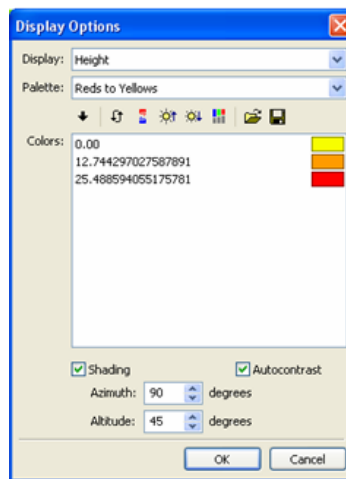 Display Options
Display: Height
Palette: Reds to Yellows
Colors: 0.00
12.744297027587891
25.488594055175781
Shading Autocontrast
Azimuth: 90 degrees
Altitude: 45 degrees
OK Cancel